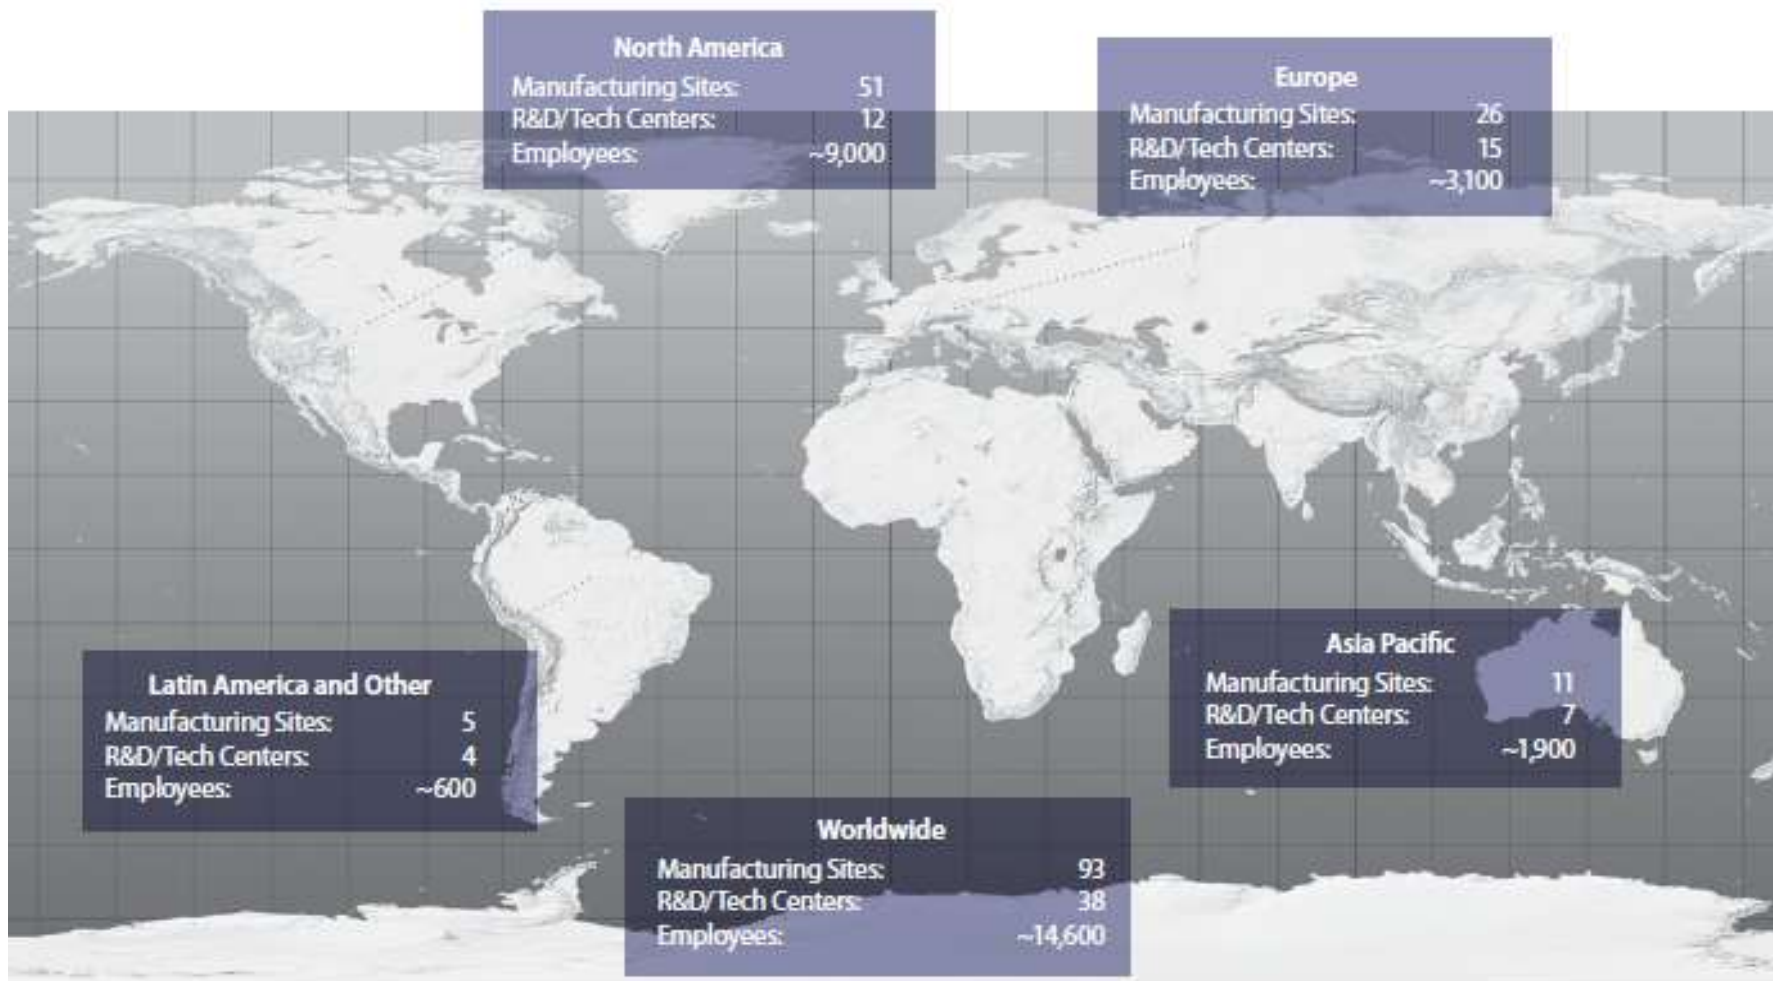 North America
Manufacturing Sites: 51
R&D/Tech Centers: 12
Employees: ~9,000
Europe
Manufacturing Sites: 26
R&D/Tech Centers: 15
Employees: ~3,100
Latin America and Other
Manufacturing Sites: 5
R&D/Tech Centers: 4
Employees: ~600
Asia Pacific
Manufacturing Sites: 11
R&D/Tech Centers: 7
Employees: ~1,900
Worldwide
Manufacturing Sites: 93
R&D/Tech Centers: 38
Employees: ~14,600